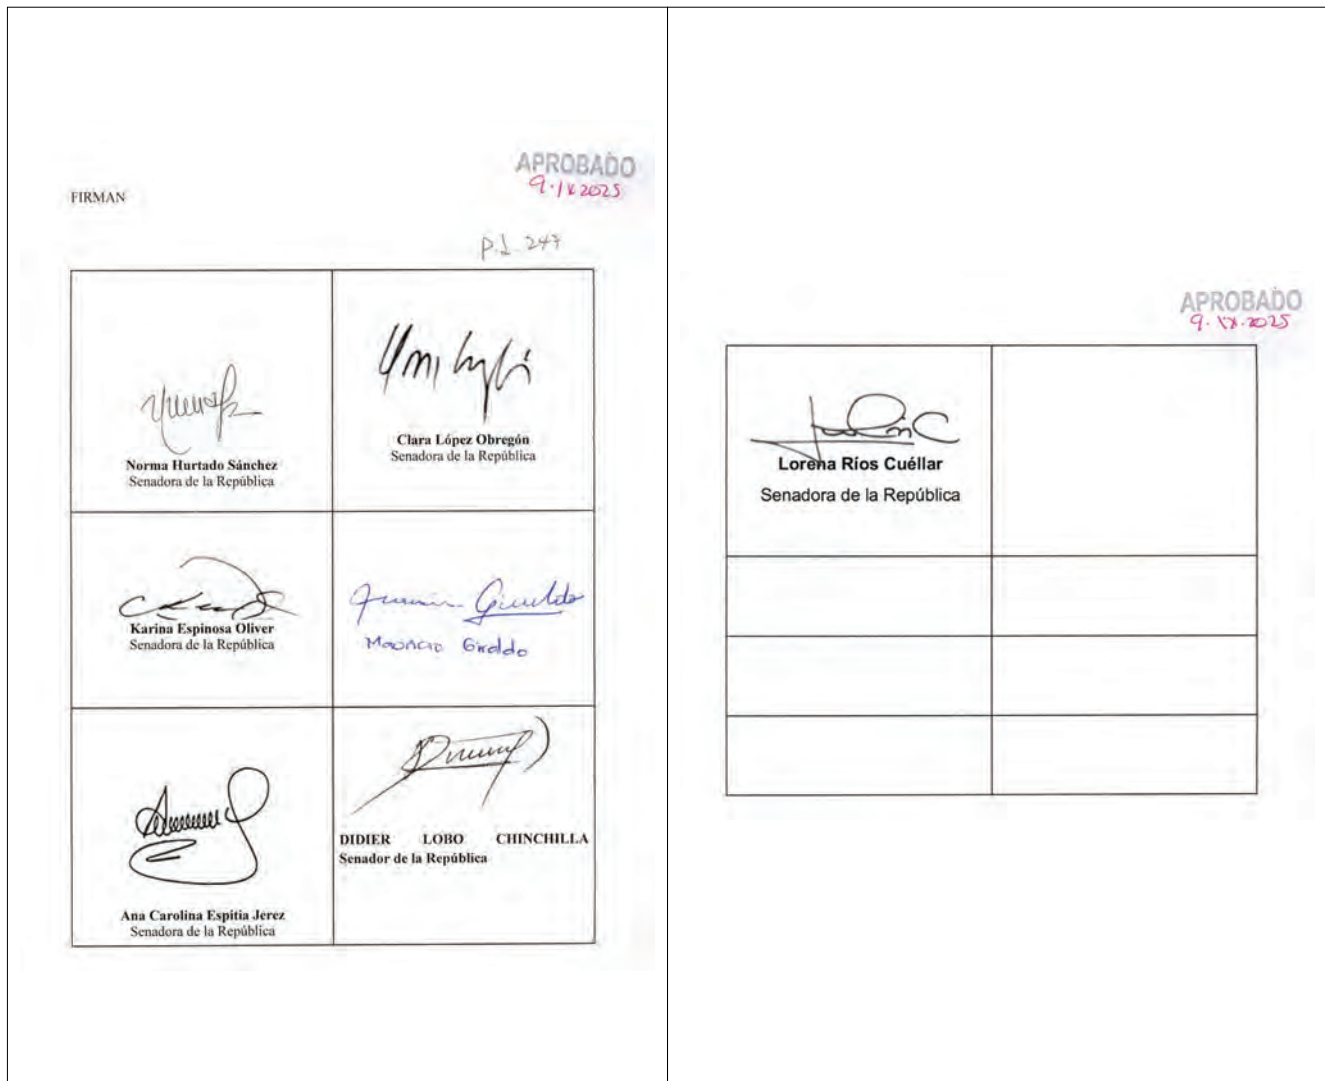 APROBADO
9.IX 2025
FIRMAN
P.L. 247
Norma Hurtado Sánchez
Senadora de la República
Clara López Obregón
Senadora de la República
Karina Espinosa Oliver
Senadora de la República
Mauricio Giraldo
Ana Carolina Espitia Jerez
Senadora de la República
DIDIER LOBO CHINCHILLA
Senador de la República
APROBADO
9.IX.2025
Lorena Ríos Cuéllar
Senadora de la República